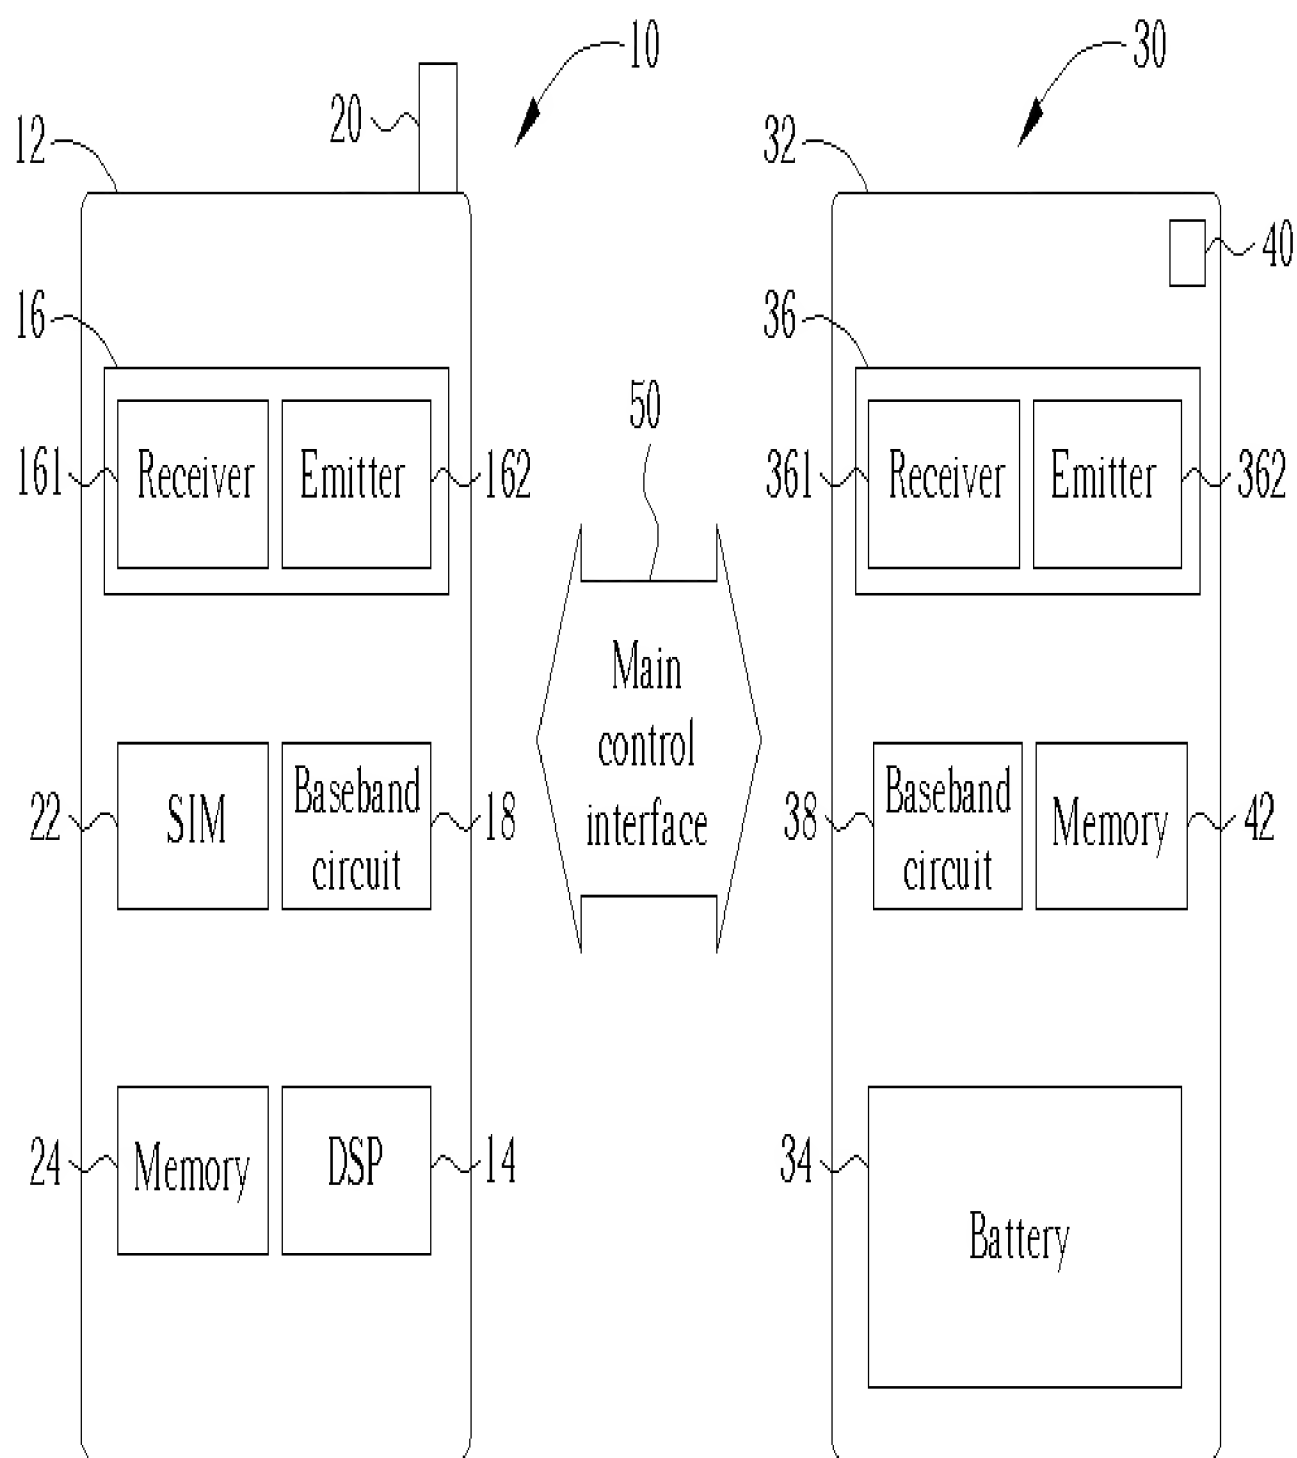 10
30
20
12
32
40
16
36
50
161
Receiver
Emitter
162
361
Receiver
Emitter
362
Main
control
interface
22
SIM
Baseband
circuit
18
38
Baseband
circuit
Memory
42
24
Memory
DSP
14
34
Battery